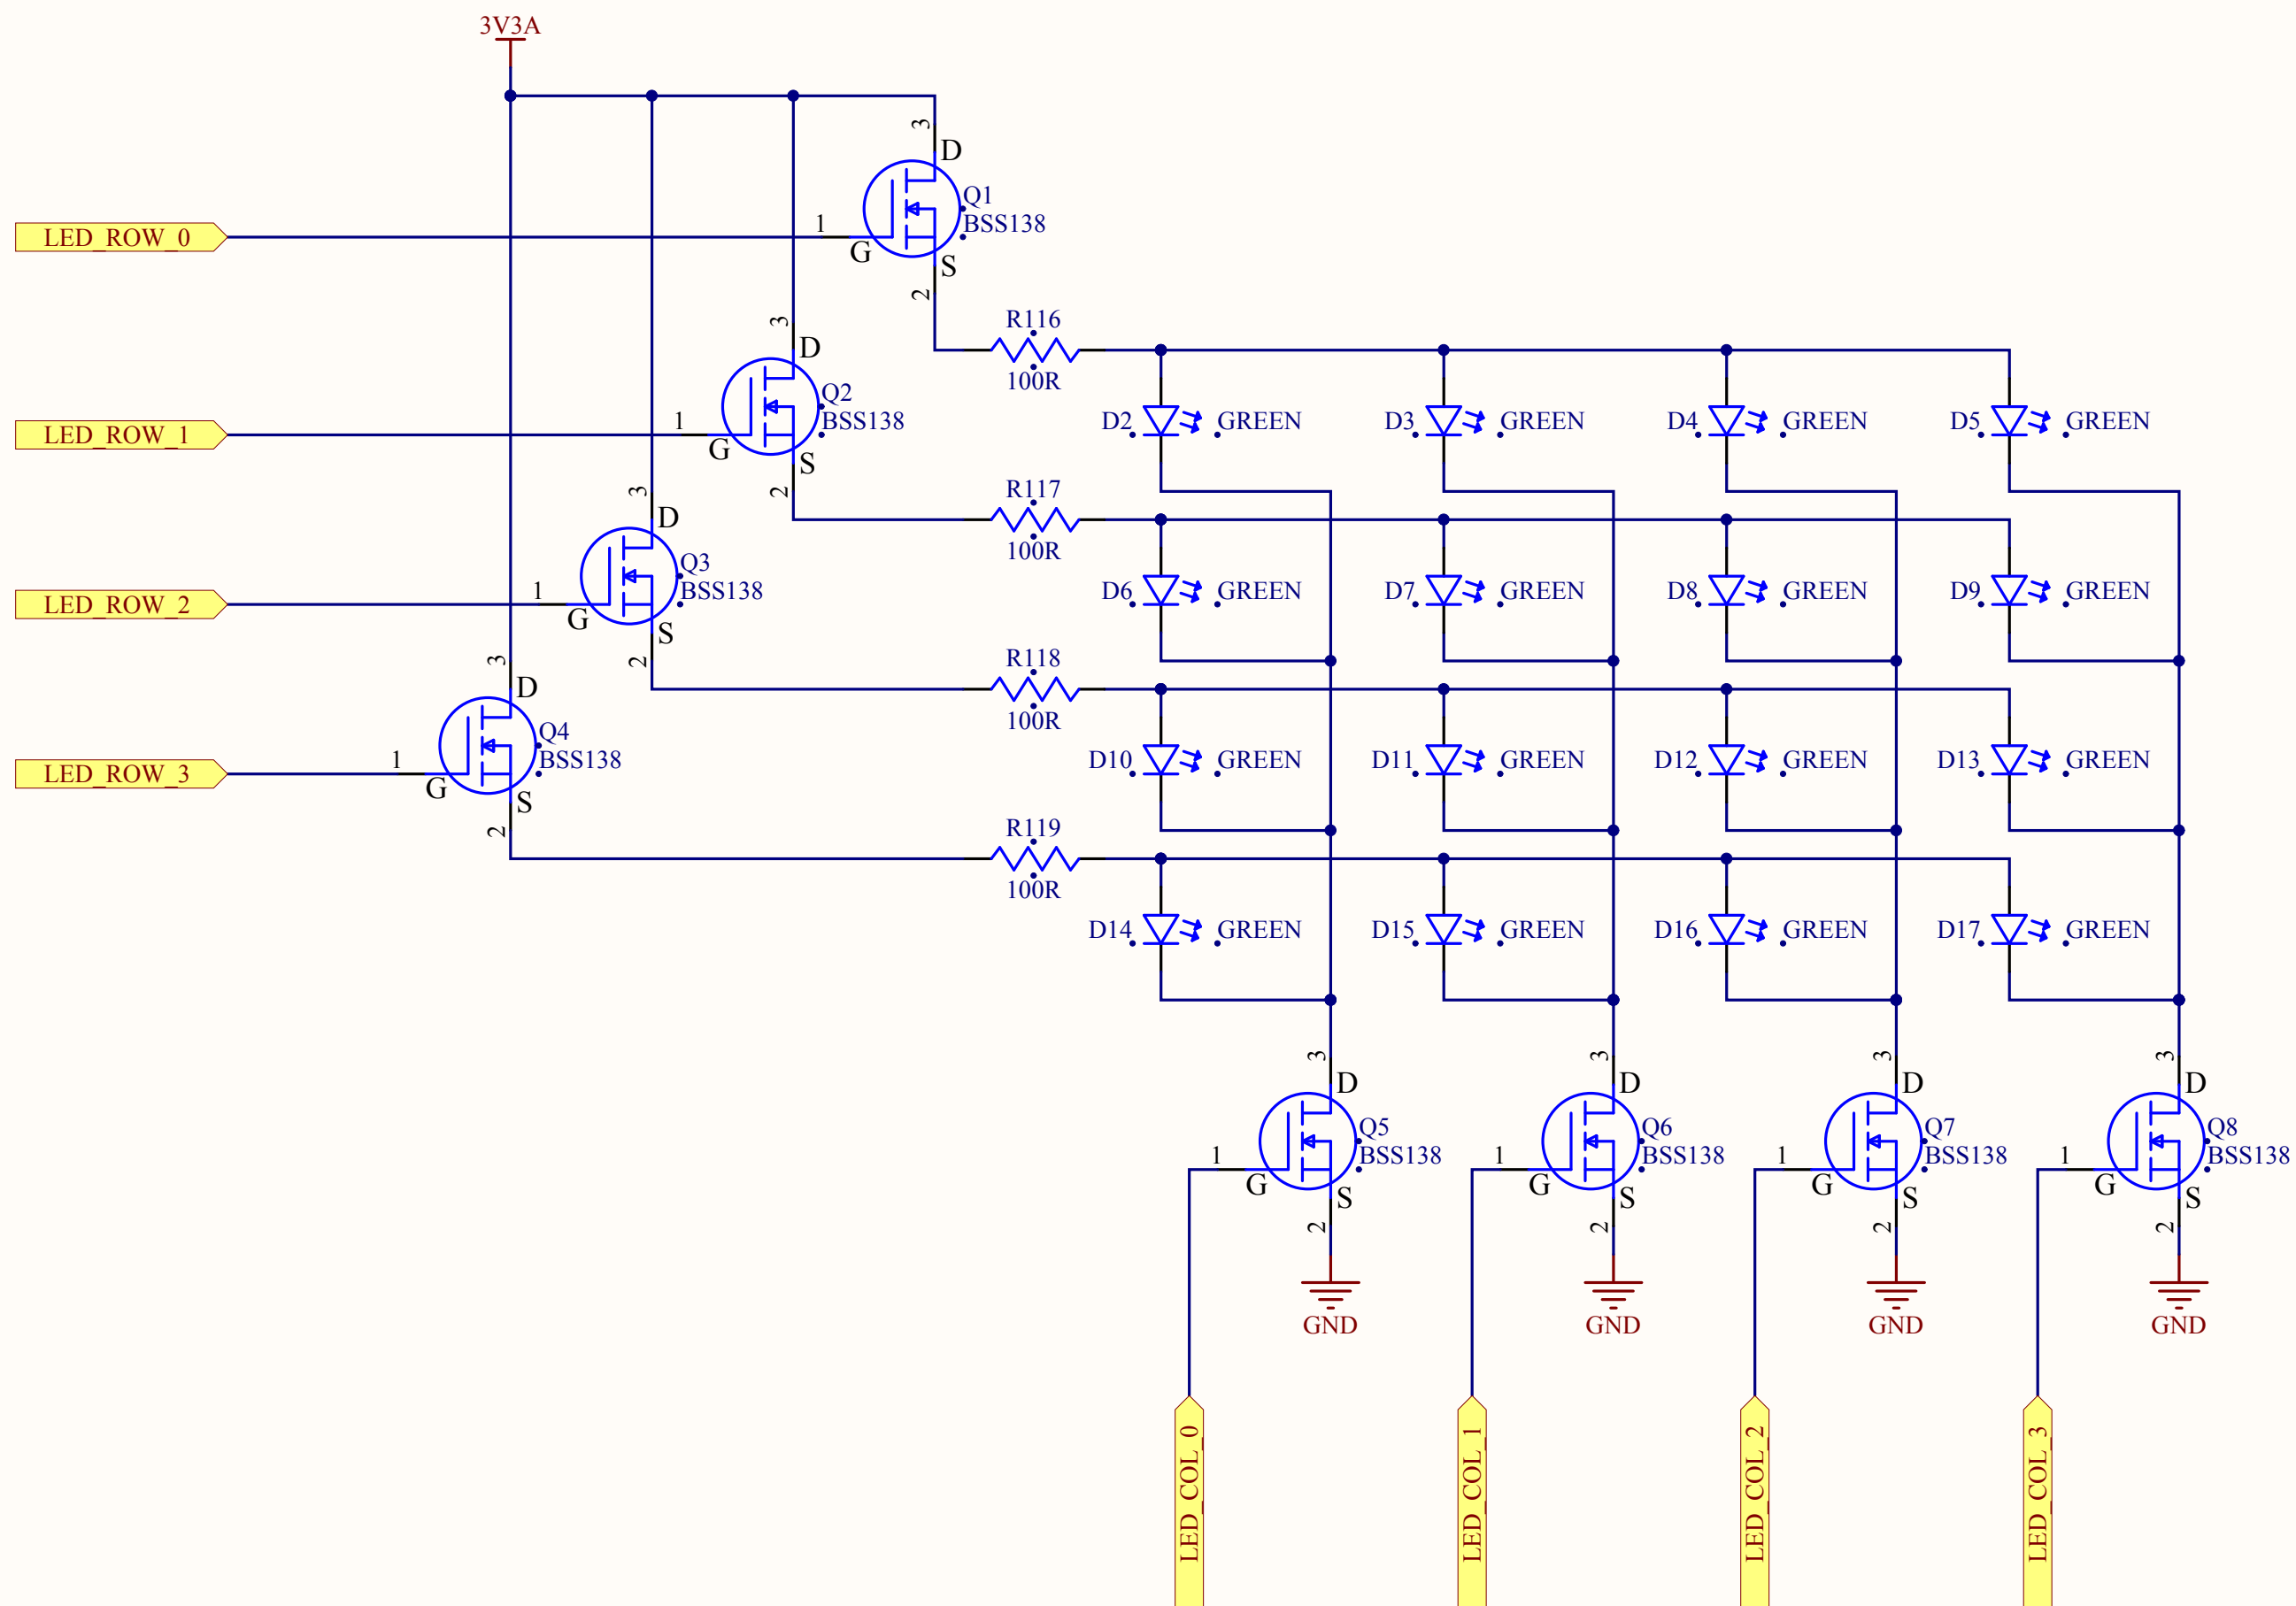 3V3A
3
D
Q1
BSS138
LED_ROW_0
1
G
S
2
R116
100R
3
D
Q2
BSS138
LED_ROW_1
1
G
S
2
D2
GREEN
D3
GREEN
D4
GREEN
D5
GREEN
R117
100R
3
D
Q3
BSS138
LED_ROW_2
1
G
S
2
D6
GREEN
D7
GREEN
D8
GREEN
D9
GREEN
R118
100R
3
D
Q4
BSS138
LED_ROW_3
1
G
S
2
D10
GREEN
D11
GREEN
D12
GREEN
D13
GREEN
R119
100R
D14
GREEN
D15
GREEN
D16
GREEN
D17
GREEN
3
D
Q5
BSS138
1
G
S
2
GND
3
D
Q6
BSS138
1
G
S
2
GND
3
D
Q7
BSS138
1
G
S
2
GND
3
D
Q8
BSS138
1
G
S
2
GND
LED_COL_0
LED_COL_1
LED_COL_2
LED_COL_3